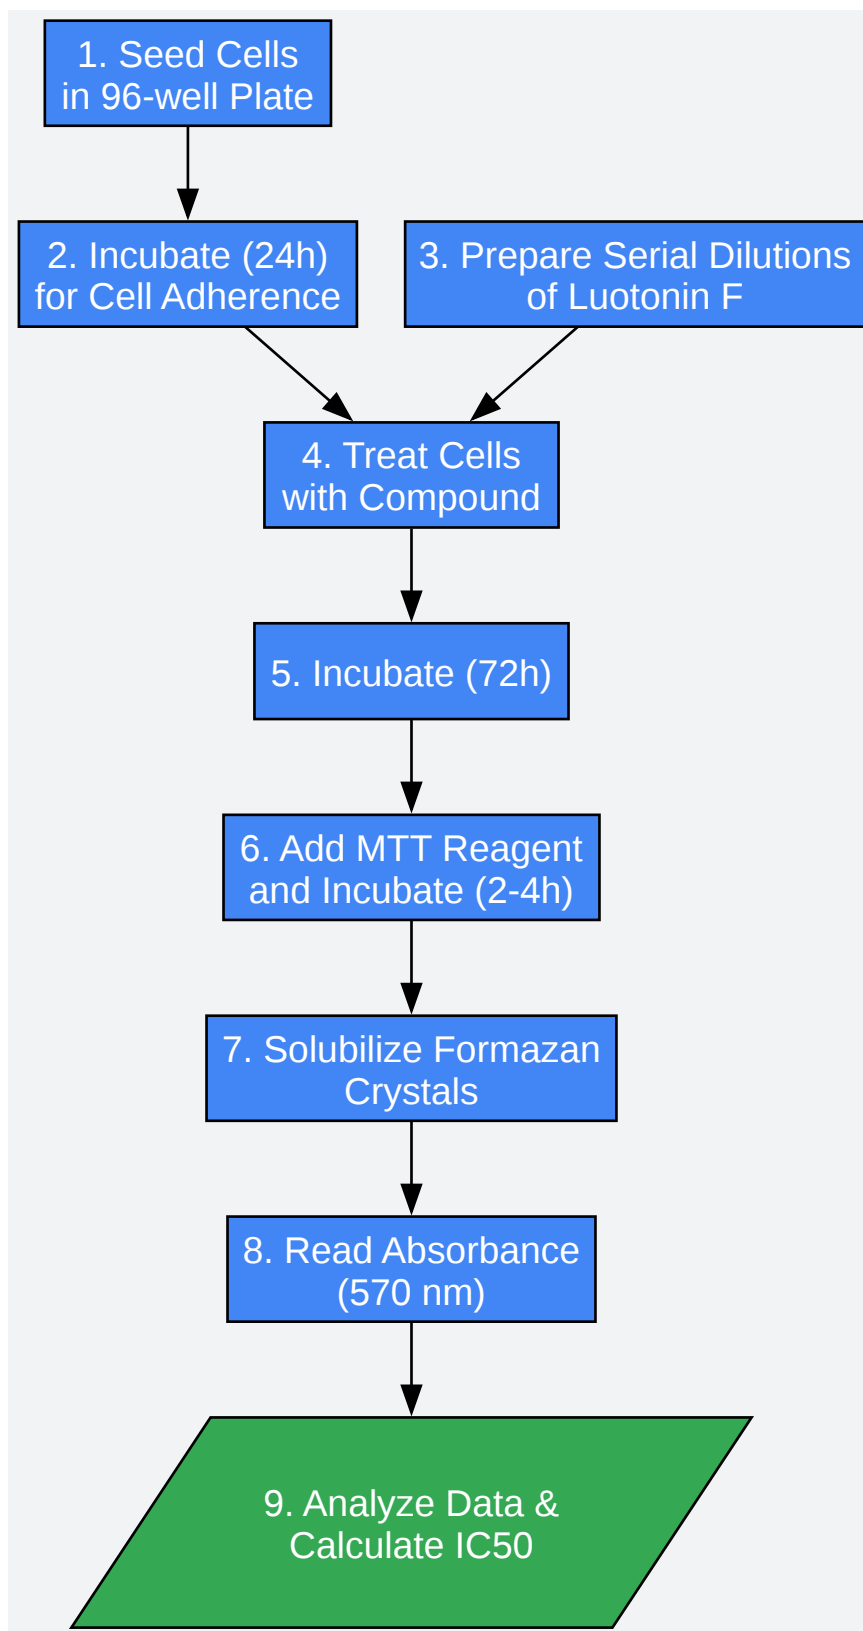 1. Seed Cells
in 96-well Plate
2. Incubate (24h)
for Cell Adherence
3. Prepare Serial Dilutions
of Luotonin F
4. Treat Cells
with Compound
5. Incubate (72h)
6. Add MTT Reagent
and Incubate (2-4h)
7. Solubilize Formazan
Crystals
8. Read Absorbance
(570 nm)
9. Analyze Data &
Calculate IC50